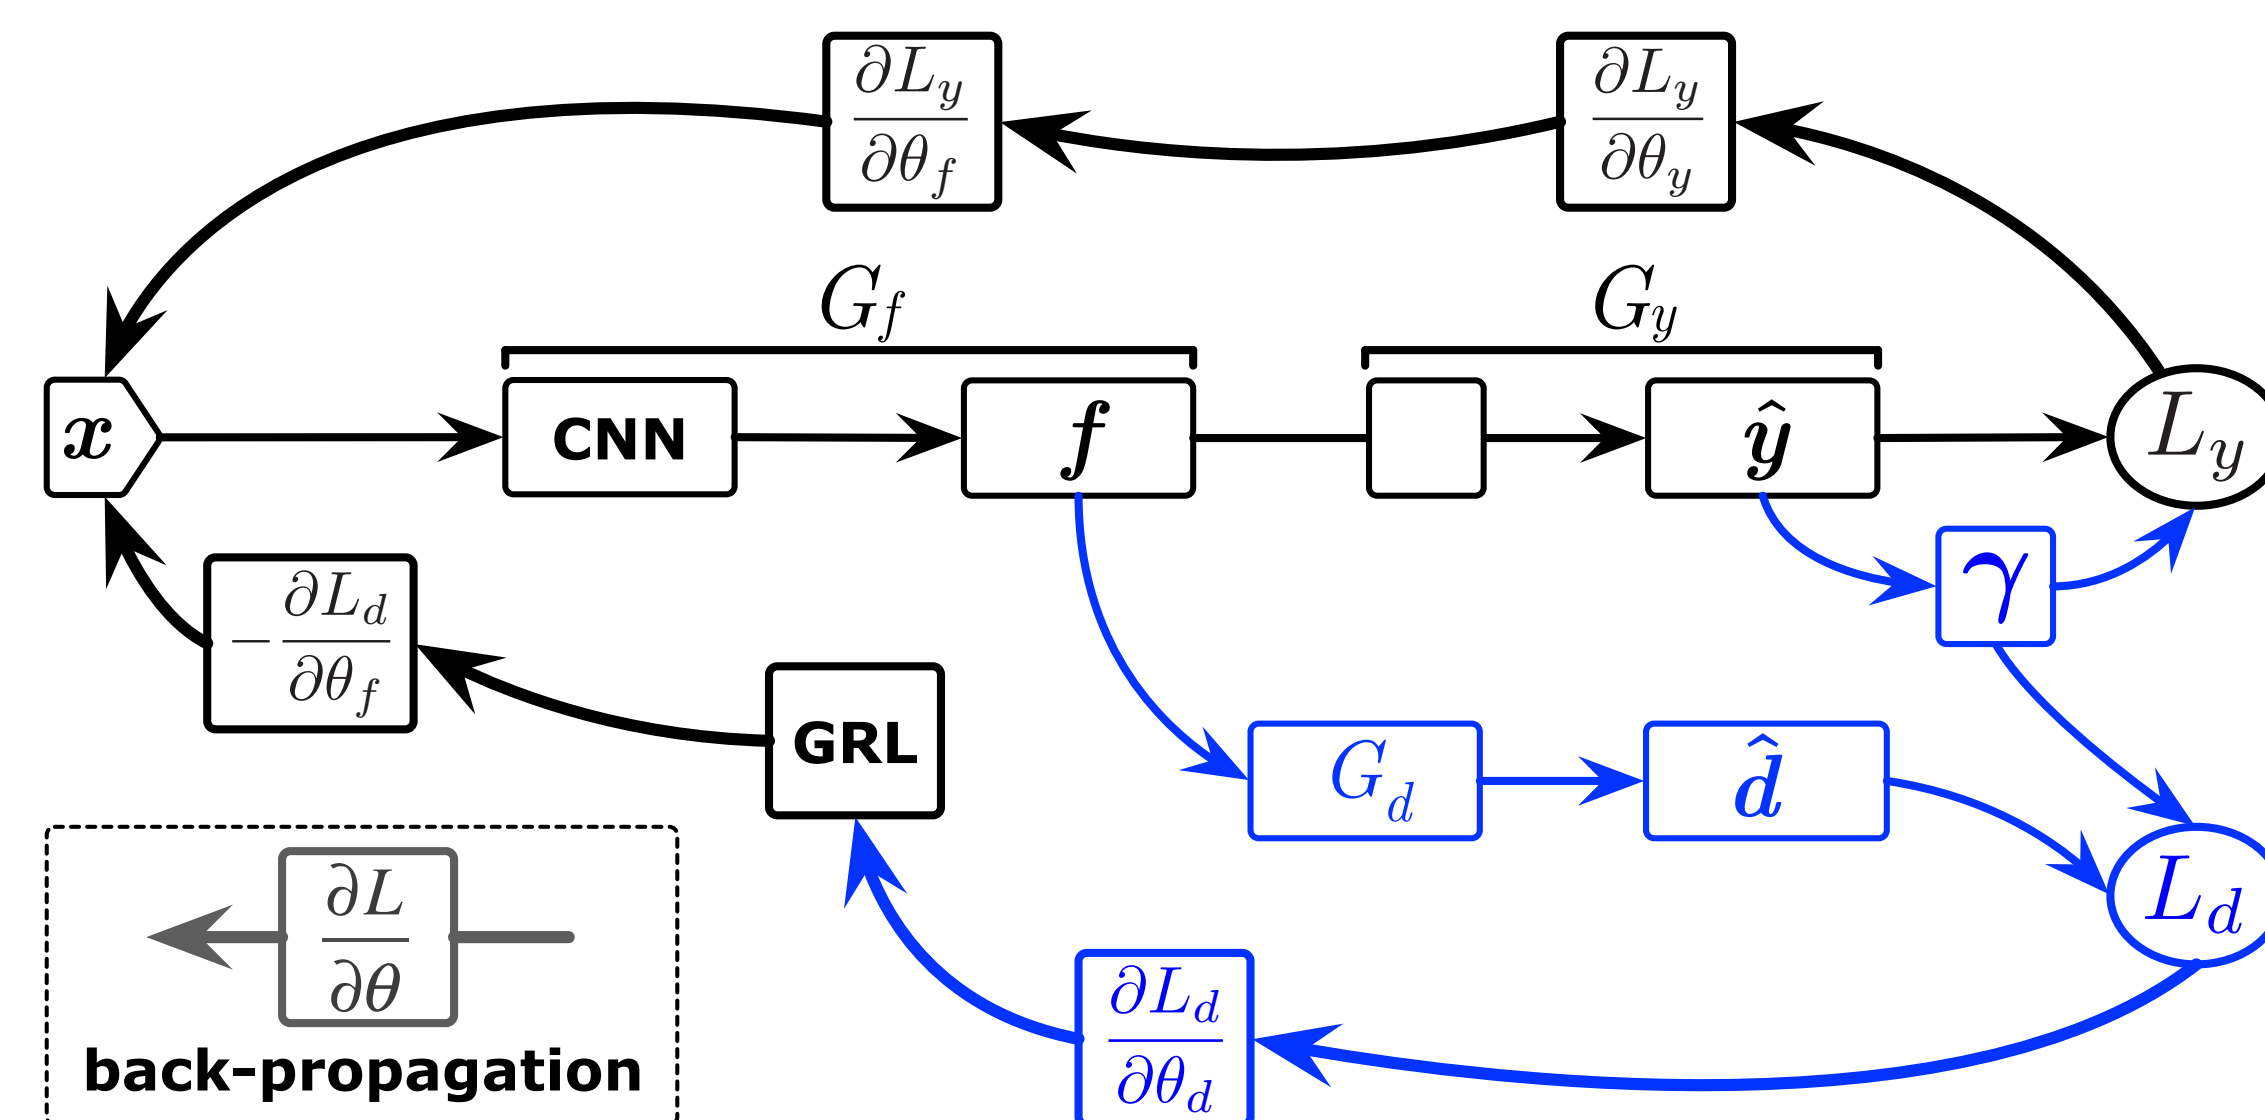 ∂L_y/∂θ_f
∂L_y/∂θ_y
G_f
G_y
x
CNN
f
ŷ
L_y
γ
−∂L_d/∂θ_f
GRL
G_d
d̂
L_d
∂L/∂θ
back-propagation
∂L_d/∂θ_d